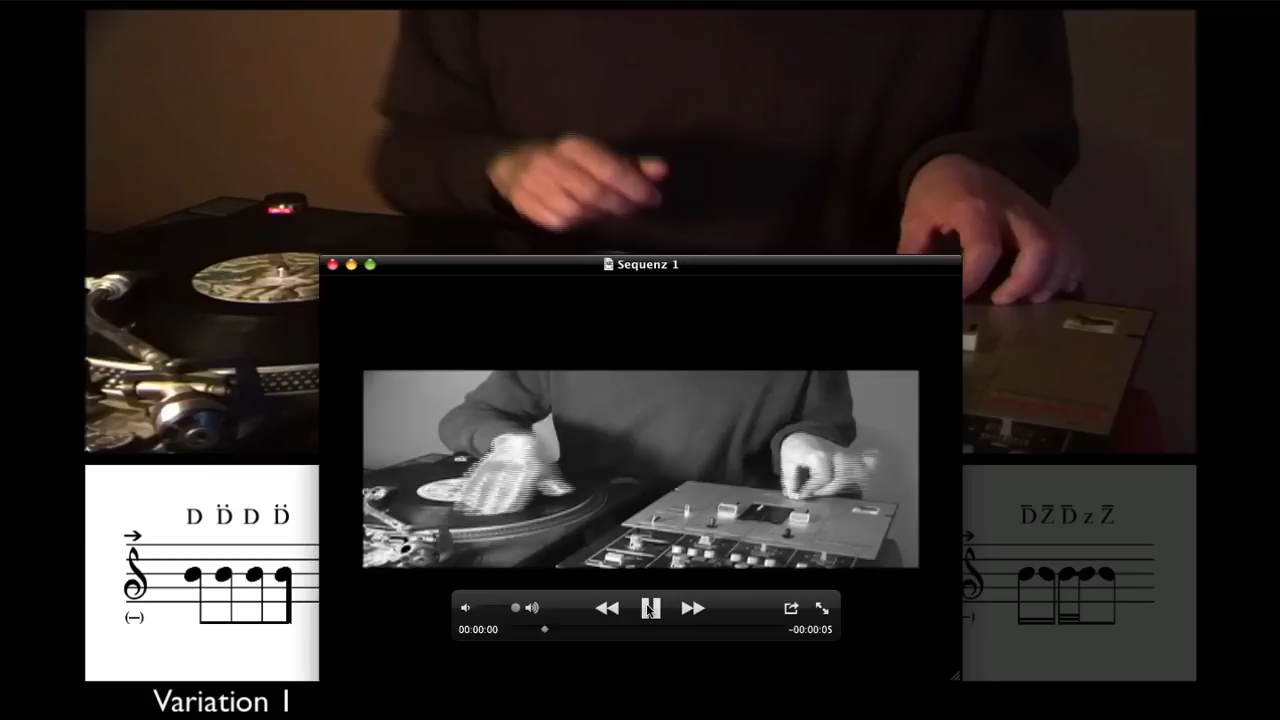 Sequenz 1
D D̈ D D̈
D̄ Z̄ D̄ z Z̄
(–)
00:00:00
-00:00:05
Variation 1